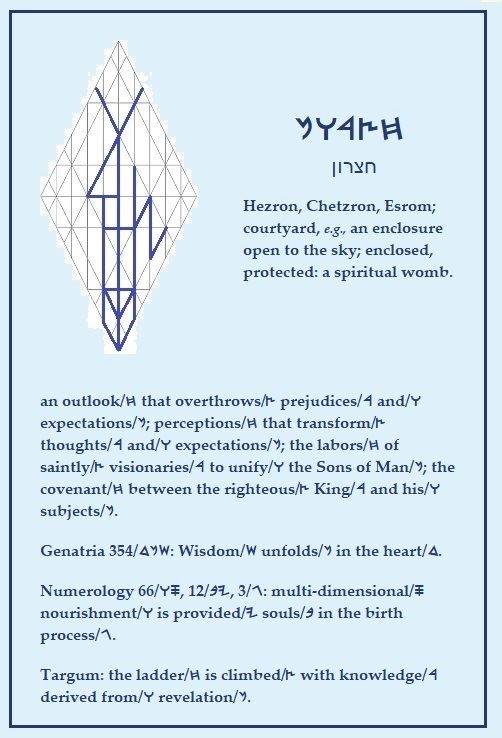 𐤇𐤑𐤓𐤅𐤍
חצרון
Hezron, Chetzron, Esrom;
courtyard, e.g., an enclosure
open to the sky; enclosed,
protected: a spiritual womb.
an outlook/𐤇 that overthrows/𐤑 prejudices/𐤓 and/𐤅
expectations/𐤍; perceptions/𐤇 that transform/𐤑
thoughts/𐤓 and/𐤅 expectations/𐤍; the labors/𐤇 of
saintly/𐤑 visionaries/𐤓 to unify/𐤅 the Sons of Man/𐤍; the
covenant/𐤇 between the righteous/𐤑 King/𐤓 and his/𐤅
subjects/𐤍.
Genatria 354/𐤔𐤍𐤃: Wisdom/𐤔 unfolds/𐤍 in the heart/𐤃.
Numerology 66/𐤎𐤅, 12/𐤉𐤁, 3/𐤂: multi-dimensional/𐤎
nourishment/𐤅 is provided/𐤉 souls/𐤁 in the birth
process/𐤂.
Targum: the ladder/𐤇 is climbed/𐤑 with knowledge/𐤓
derived from/𐤅 revelation/𐤍.